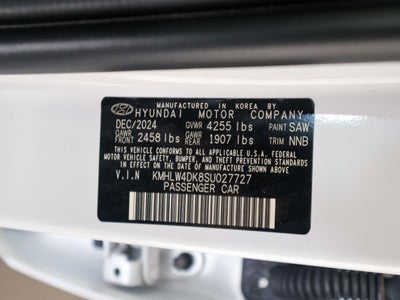 MANUFACTURED IN KOREA BY
HYUNDAI MOTOR COMPANY
DEC/2024 GVWR 4255 lbs PAINT SAW
GAWR FRONT 2458 lbs GAWR REAR 1907 lbs TRIM NNB
THIS VEHICLE CONFORMS TO ALL APPLICABLE U.S.A. FEDERAL
MOTOR VEHICLE SAFETY, BUMPER, AND THEFT PREVENTION STANDARDS
IN EFFECT ON THE DATE OF MANUFACTURE SHOWN ABOVE.
V.I.N KMHLW4DK8SU027727
PASSENGER CAR